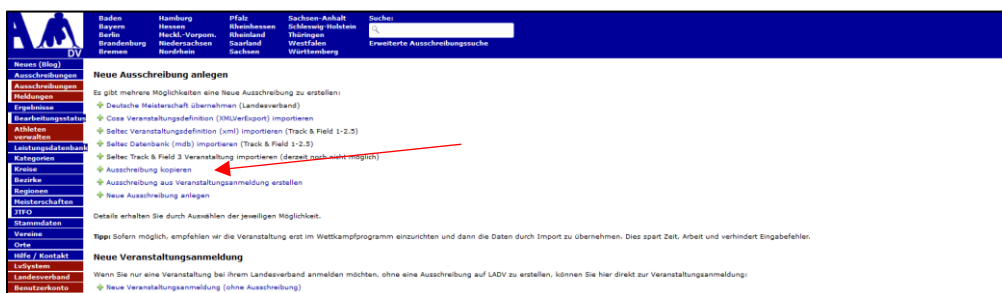 DV
Baden Hamburg Pfalz Sachsen-Anhalt Suche:
Bayern Hessen Rheinhessen Schleswig-Holstein
Berlin Meckl.-Vorpom. Rheinland Thüringen
Brandenburg Niedersachsen Saarland Westfalen Erweiterte Ausschreibungssuche
Bremen Nordrhein Sachsen Württemberg
Neues (Blog)
Ausschreibungen
Ausschreibungen
Meldungen
Ergebnisse
Bearbeitungsstatus
Athleten
verwalten
Leistungsdatenbank
Kategorien
Kreise
Bezirke
Regionen
Meisterschaften
JTFO
Stammdaten
Vereine
Orte
Hilfe / Kontakt
LvSystem
Landesverband
Benutzerkonto
Neue Ausschreibung anlegen
Es gibt mehrere Möglichkeiten eine Neue Ausschreibung zu erstellen:
Deutsche Meisterschaft übernehmen (Landesverband)
Cosa Veranstaltungsdefinition (XMLVerExport) importieren
Seltec Veranstaltungsdefinition (xml) importieren (Track & Field 1-2.5)
Seltec Datenbank (mdb) importieren (Track & Field 1-2.5)
Seltec Track & Field 3 Veranstaltung importieren (derzeit noch nicht möglich)
Ausschreibung kopieren
Ausschreibung aus Veranstaltungsanmeldung erstellen
Neue Ausschreibung anlegen
Details erhalten Sie durch Auswählen der jeweiligen Möglichkeit.
Tipp: Sofern möglich, empfehlen wir die Veranstaltung erst im Wettkampfprogramm einzurichten und dann die Daten durch Import zu übernehmen. Dies spart Zeit, Arbeit und verhindert Eingabefehler.
Neue Veranstaltungsanmeldung
Wenn Sie nur eine Veranstaltung bei ihrem Landesverband anmelden möchten, ohne eine Ausschreibung auf LADV zu erstellen, können Sie hier direkt zur Veranstaltungsanmeldung:
Neue Veranstaltungsanmeldung (ohne Ausschreibung)